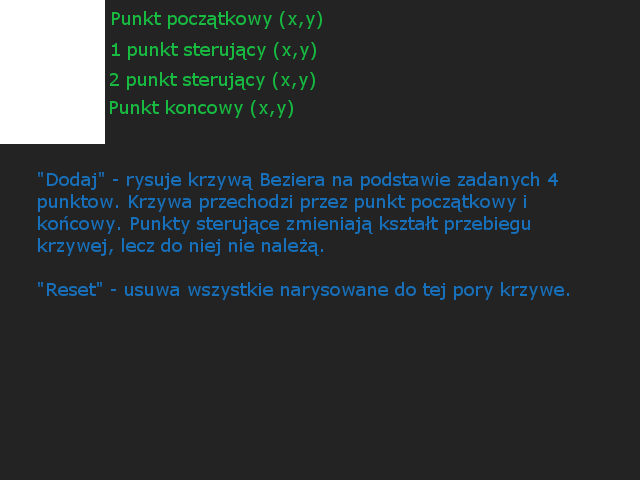 Punkt początkowy (x,y)
1 punkt sterujący (x,y)
2 punkt sterujący (x,y)
Punkt koncowy (x,y)
"Dodaj" - rysuje krzywą Beziera na podstawie zadanych 4
punktow. Krzywa przechodzi przez punkt początkowy i
końcowy. Punkty sterujące zmieniają kształt przebiegu
krzywej, lecz do niej nie należą.
"Reset" - usuwa wszystkie narysowane do tej pory krzywe.